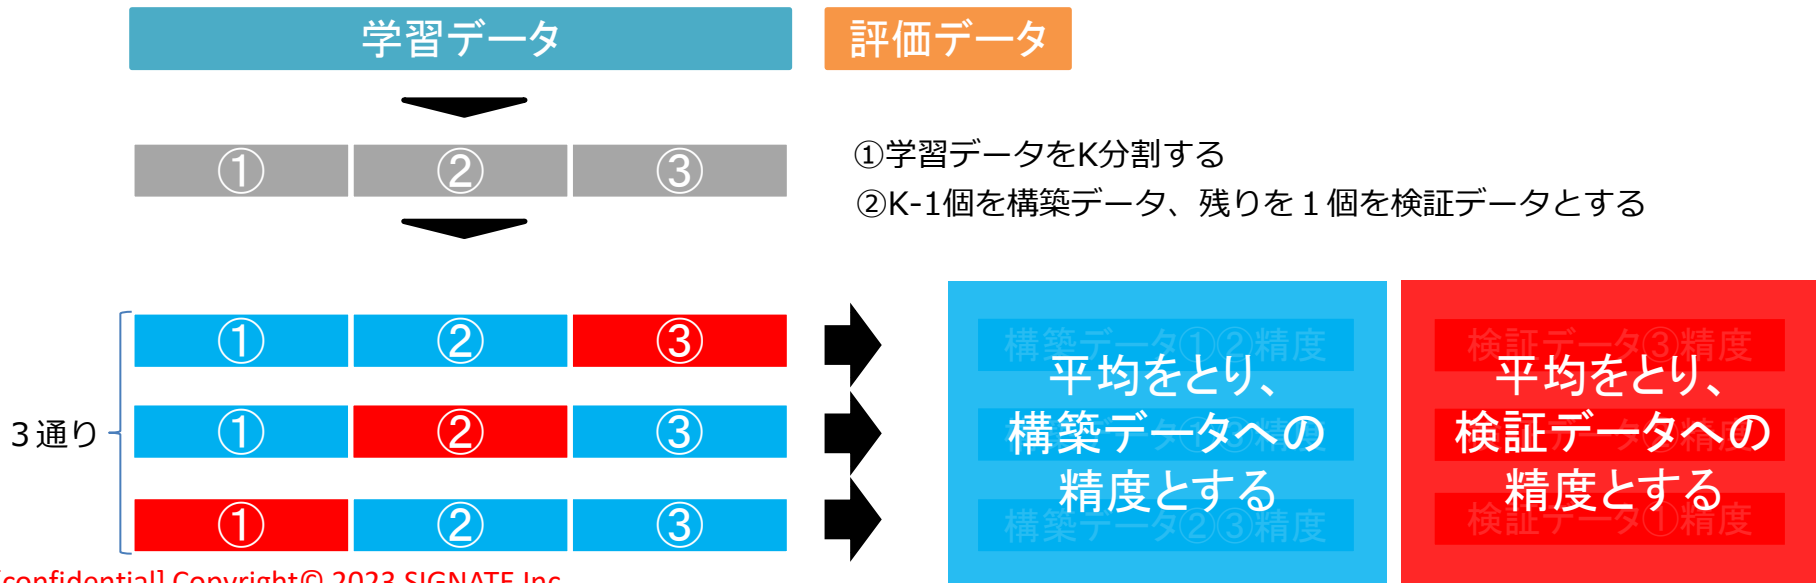 学習データ 評価データ
① ② ③
①学習データをK分割する
②K-1個を構築データ、残りを１個を検証データとする
３通り
① ② ③
① ② ③
① ② ③
構築データ①②精度
平均をとり、
構築データへの
精度とする
構築データ②③精度
検証データ③精度
平均をとり、
検証データへの
精度とする
検証データ①精度
confidential] Copyright© 2023 SIGNATE Inc